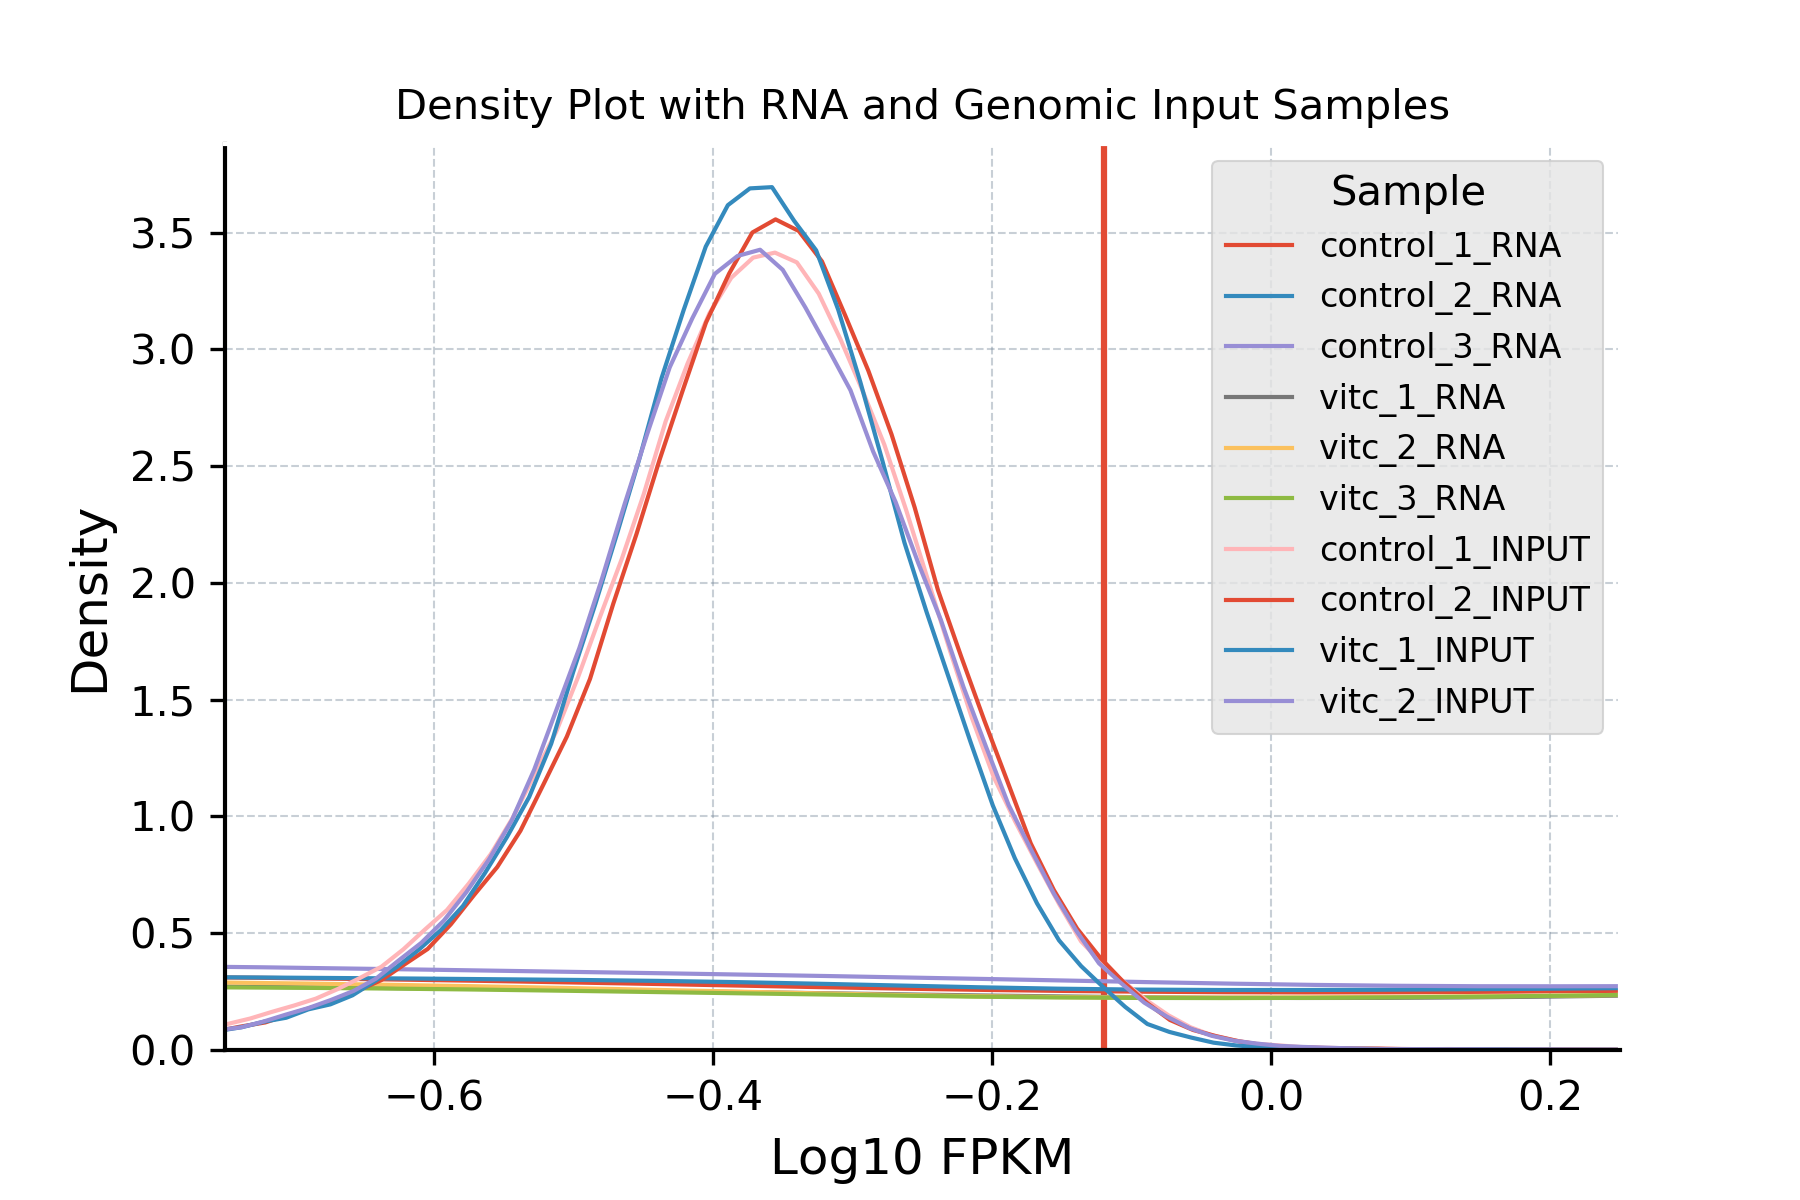 Density Plot with RNA and Genomic Input Samples
Density
3.5
3.0
2.5
2.0
1.5
1.0
0.5
0.0
−0.6
−0.4
−0.2
0.0
0.2
Log10 FPKM
Sample
control_1_RNA
control_2_RNA
control_3_RNA
vitc_1_RNA
vitc_2_RNA
vitc_3_RNA
control_1_INPUT
control_2_INPUT
vitc_1_INPUT
vitc_2_INPUT